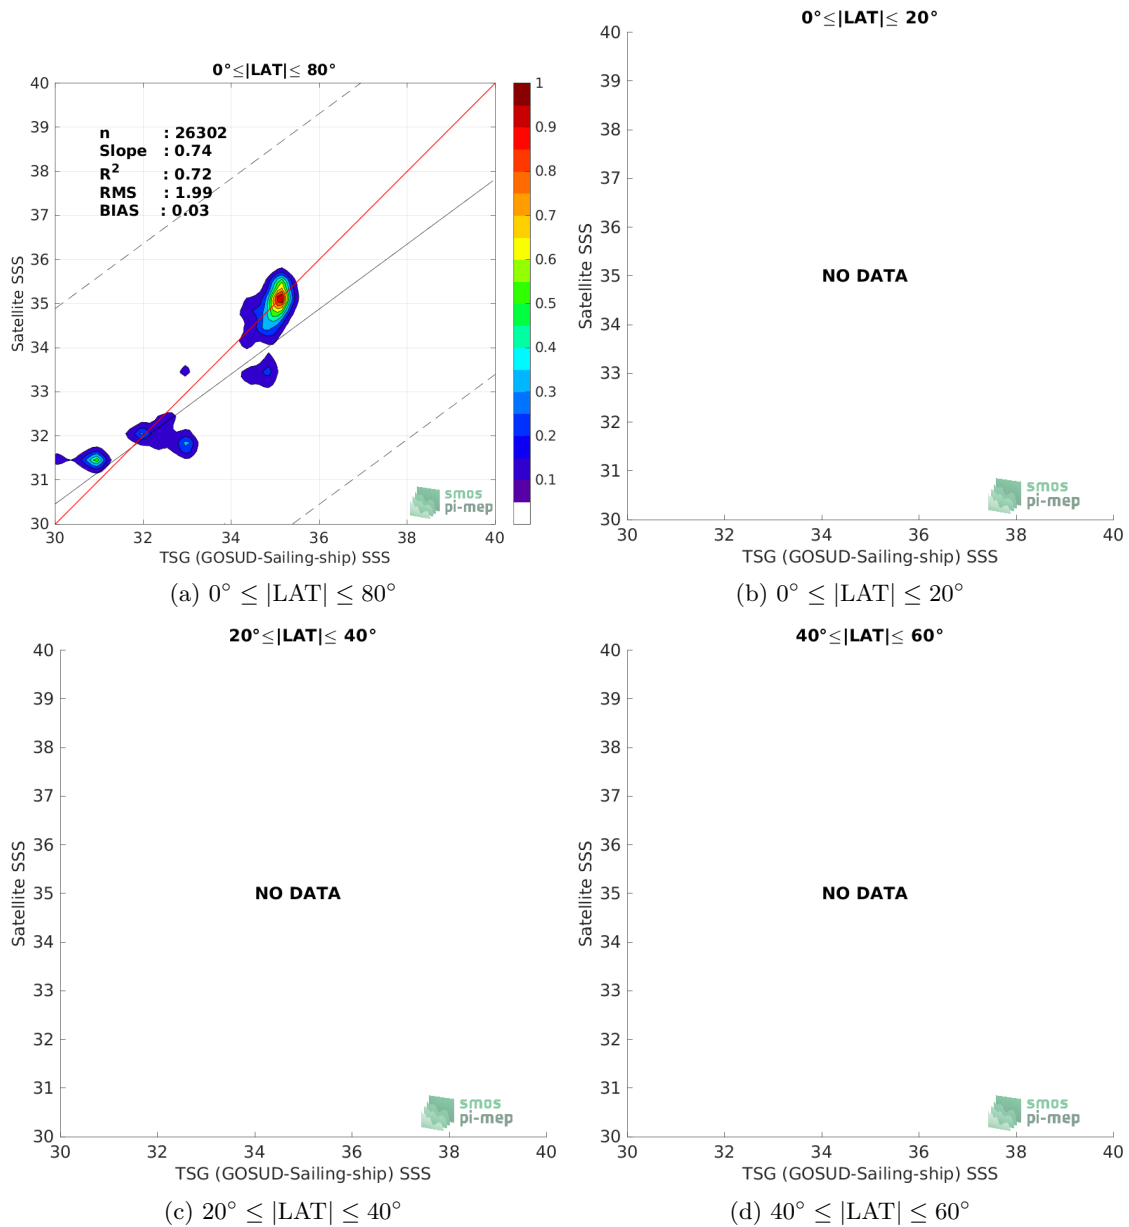 0°≤|LAT|≤ 80°
40
39
38
37
36
35
34
33
32
31
30
Satellite SSS
n : 26302
Slope : 0.74
R² : 0.72
RMS : 1.99
BIAS : 0.03
1
0.9
0.8
0.7
0.6
0.5
0.4
0.3
0.2
0.1
smos
pi-mep
30 32 34 36 38 40
TSG (GOSUD-Sailing-ship) SSS
(a) 0° ≤ |LAT| ≤ 80°
0°≤|LAT|≤ 20°
40
39
38
37
36
35
34
33
32
31
30
Satellite SSS
NO DATA
smos
pi-mep
30 32 34 36 38 40
TSG (GOSUD-Sailing-ship) SSS
(b) 0° ≤ |LAT| ≤ 20°
20°≤|LAT|≤ 40°
40
39
38
37
36
35
34
33
32
31
30
Satellite SSS
NO DATA
smos
pi-mep
30 32 34 36 38 40
TSG (GOSUD-Sailing-ship) SSS
(c) 20° ≤ |LAT| ≤ 40°
40°≤|LAT|≤ 60°
40
39
38
37
36
35
34
33
32
31
30
Satellite SSS
NO DATA
smos
pi-mep
30 32 34 36 38 40
TSG (GOSUD-Sailing-ship) SSS
(d) 40° ≤ |LAT| ≤ 60°